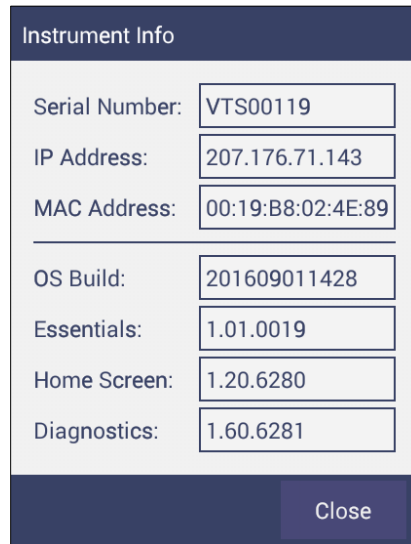 Instrument Info
Serial Number: VTS00119
IP Address: 207.176.71.143
MAC Address: 00:19:B8:02:4E:89
OS Build: 201609011428
Essentials: 1.01.0019
Home Screen: 1.20.6280
Diagnostics: 1.60.6281
Close